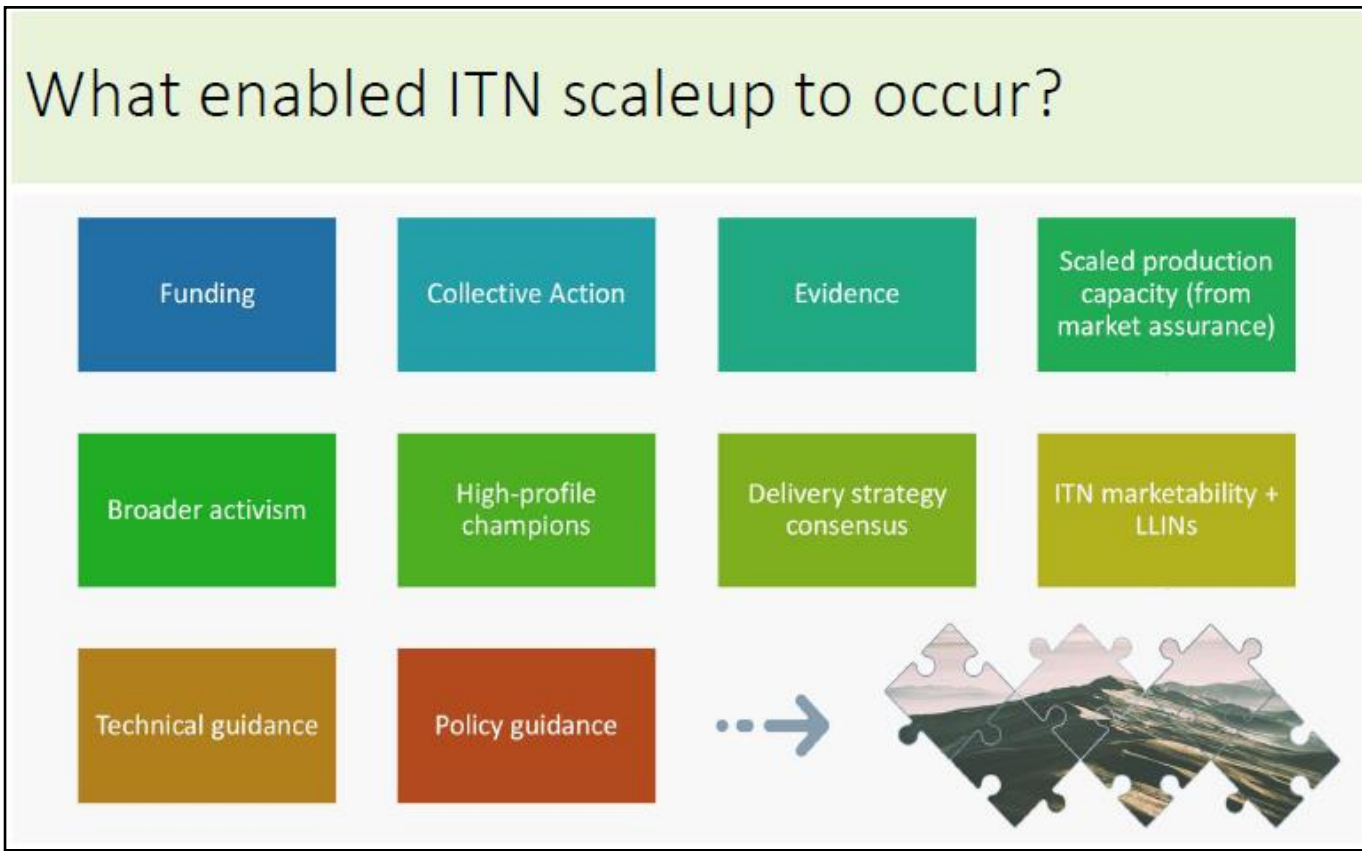 What enabled ITN scaleup to occur?
Funding
Collective Action
Evidence
Scaled production
capacity (from
market assurance)
Broader activism
High-profile
champions
Delivery strategy
consensus
ITN marketability +
LLINs
Technical guidance
Policy guidance